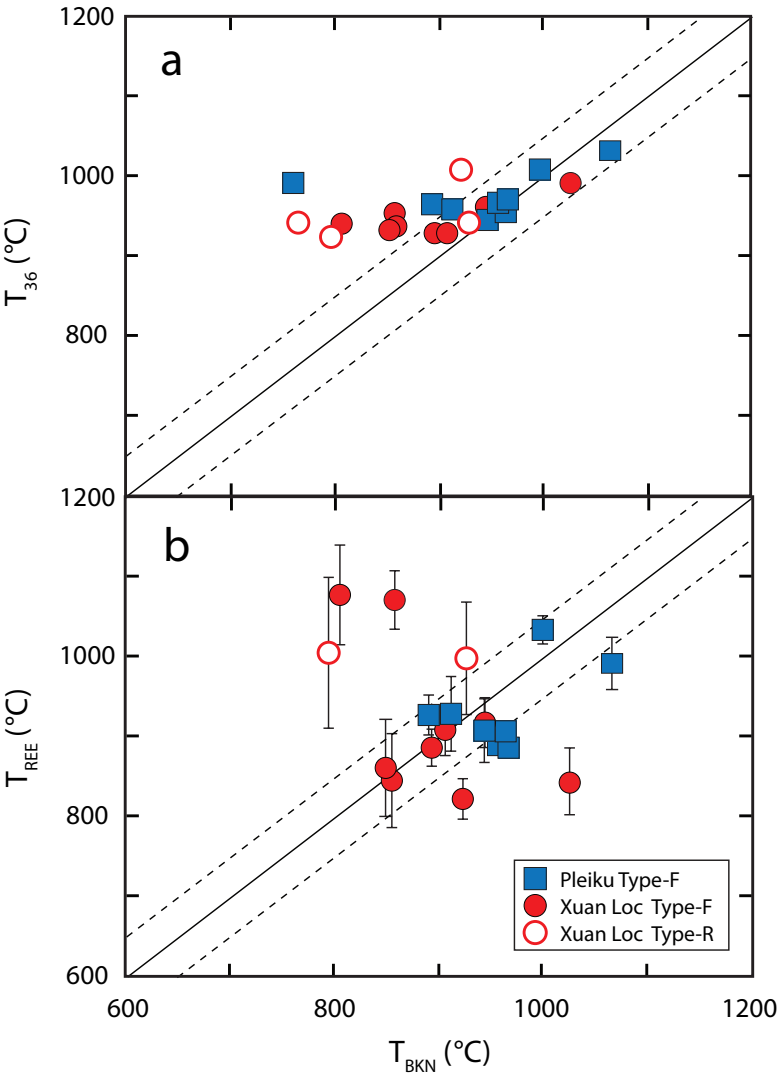 1200
a
1000
T36 (°C)
800
1200
b
1000
TREE (°C)
800
Pleiku Type-F
Xuan Loc Type-F
Xuan Loc Type-R
600
600 800 1000 1200
TBKN (°C)